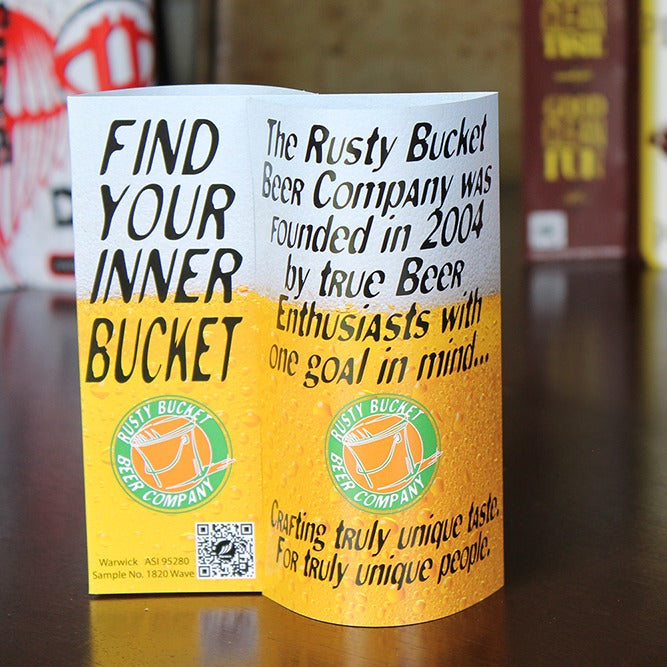 FIND
YOUR
INNER
BUCKET
RUSTY BUCKET
BEER COMPANY
Warwick ASI 95280
Sample No. 1820 Wave
The Rusty Bucket
Beer Company was
founded in 2004
by true Beer
Enthusiasts with
one goal in mind...
RUSTY BUCKET
BEER COMPANY
Crafting truly unique taste.
For truly unique people.